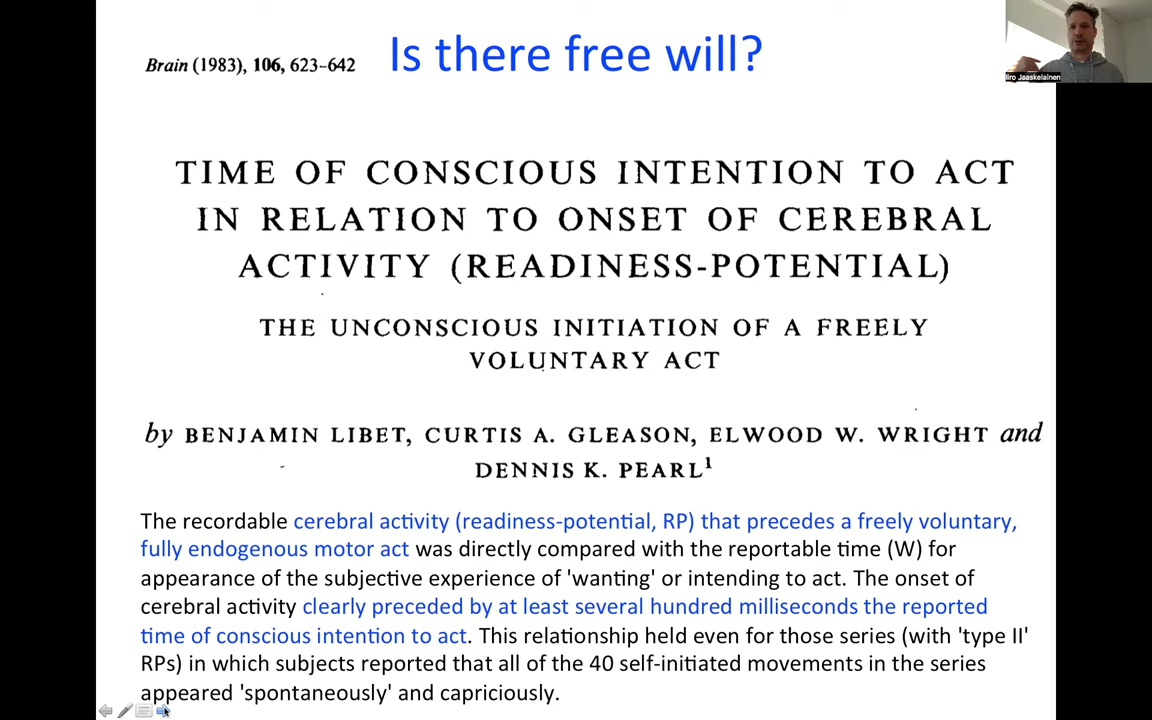 Is there free will?
Brain (1983), 106, 623–642
Iiro Jaaskelainen
TIME OF CONSCIOUS INTENTION TO ACT
IN RELATION TO ONSET OF CEREBRAL
ACTIVITY (READINESS-POTENTIAL)
THE UNCONSCIOUS INITIATION OF A FREELY
VOLUNTARY ACT
by BENJAMIN LIBET, CURTIS A. GLEASON, ELWOOD W. WRIGHT and
DENNIS K. PEARL¹
The recordable cerebral activity (readiness-potential, RP) that precedes a freely voluntary,
fully endogenous motor act was directly compared with the reportable time (W) for
appearance of the subjective experience of 'wanting' or intending to act. The onset of
cerebral activity clearly preceded by at least several hundred milliseconds the reported
time of conscious intention to act. This relationship held even for those series (with 'type II'
RPs) in which subjects reported that all of the 40 self-initiated movements in the series
appeared 'spontaneously' and capriciously.